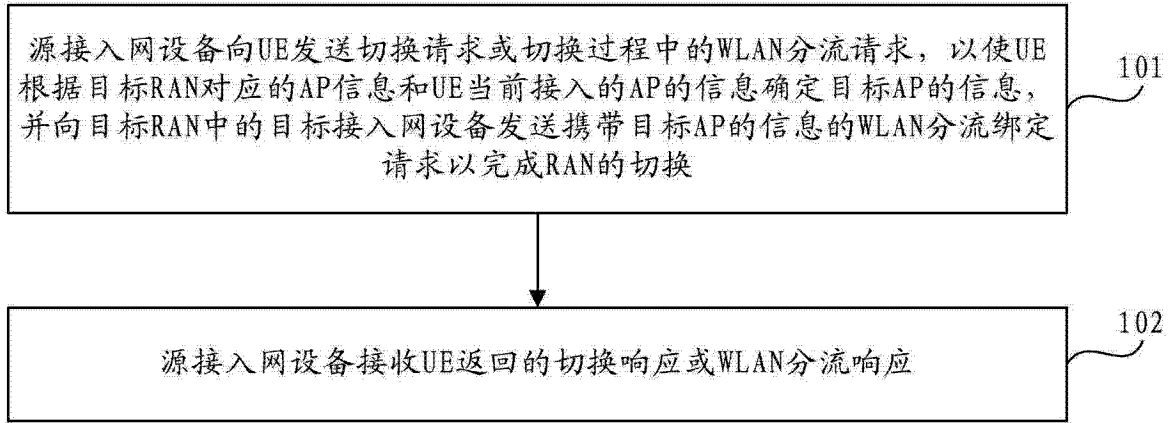 源接入网设备向UE发送切换请求或切换过程中的WLAN分流请求，以使UE
根据目标RAN对应的AP信息和UE当前接入的AP的信息确定目标AP的信息，
并向目标RAN中的目标接入网设备发送携带目标AP的信息的WLAN分流绑定
请求以完成RAN的切换
101
源接入网设备接收UE返回的切换响应或WLAN分流响应
102